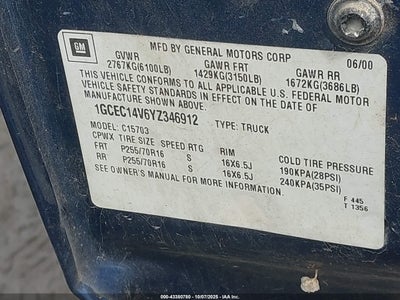 GM
MFD BY GENERAL MOTORS CORP 06/00
GVWR GAWR FRT GAWR RR
2767KG(6100LB) 1429KG(3150LB) 1672KG(3686LB)
THIS VEHICLE CONFORMS TO ALL APPLICABLE U.S. FEDERAL MOTOR
VEHICLE SAFETY STANDARDS IN EFFECT ON THE DATE OF
MANUFACTURE SHOWN ABOVE.
1GCEC14V6YZ346912 TYPE: TRUCK
C15703
CPWX TIRE SIZE SPEED RTG RIM COLD TIRE PRESSURE
FRT P255/70R16 S 16X6.5J 190KPA(28PSI)
RR P255/70R16 S 16X6.5J 240KPA(35PSI)
SEE OWNER'S MANUAL FOR MORE INFORMATION.
F 445
T 1356
000-43380780 - 10/07/2025 - USA